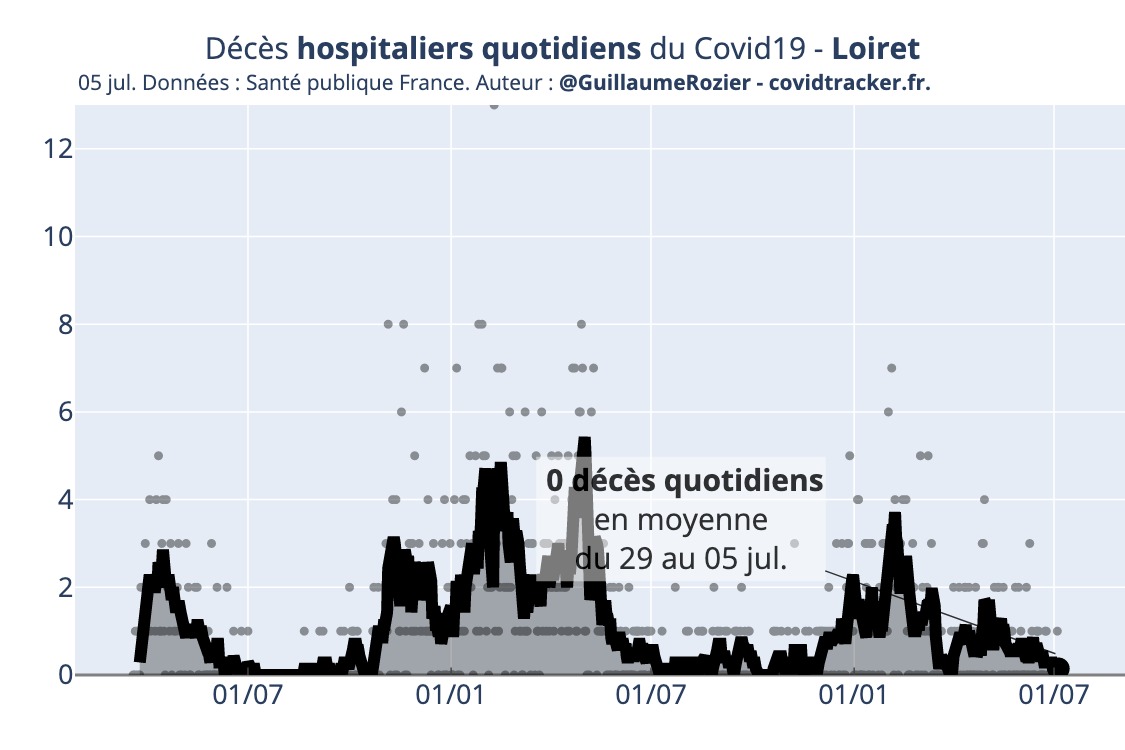 Décès hospitaliers quotidiens du Covid19 - Loiret
05 jul. Données : Santé publique France. Auteur : @GuillaumeRozier - covidtracker.fr.
12
10
8
6
4
2
0
0 décès quotidiens
en moyenne
du 29 au 05 jul.
01/07
01/01
01/07
01/01
01/07